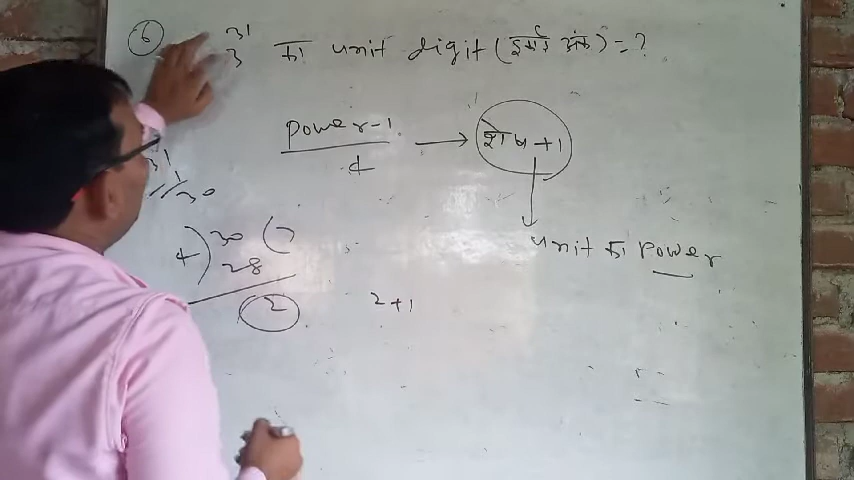 6 3³¹ का unit digit (इकाई अंक) = ?
power-1 / 4 → शेष +1
31
1
30
unit का power
4) 30 (7
28
2 2+1